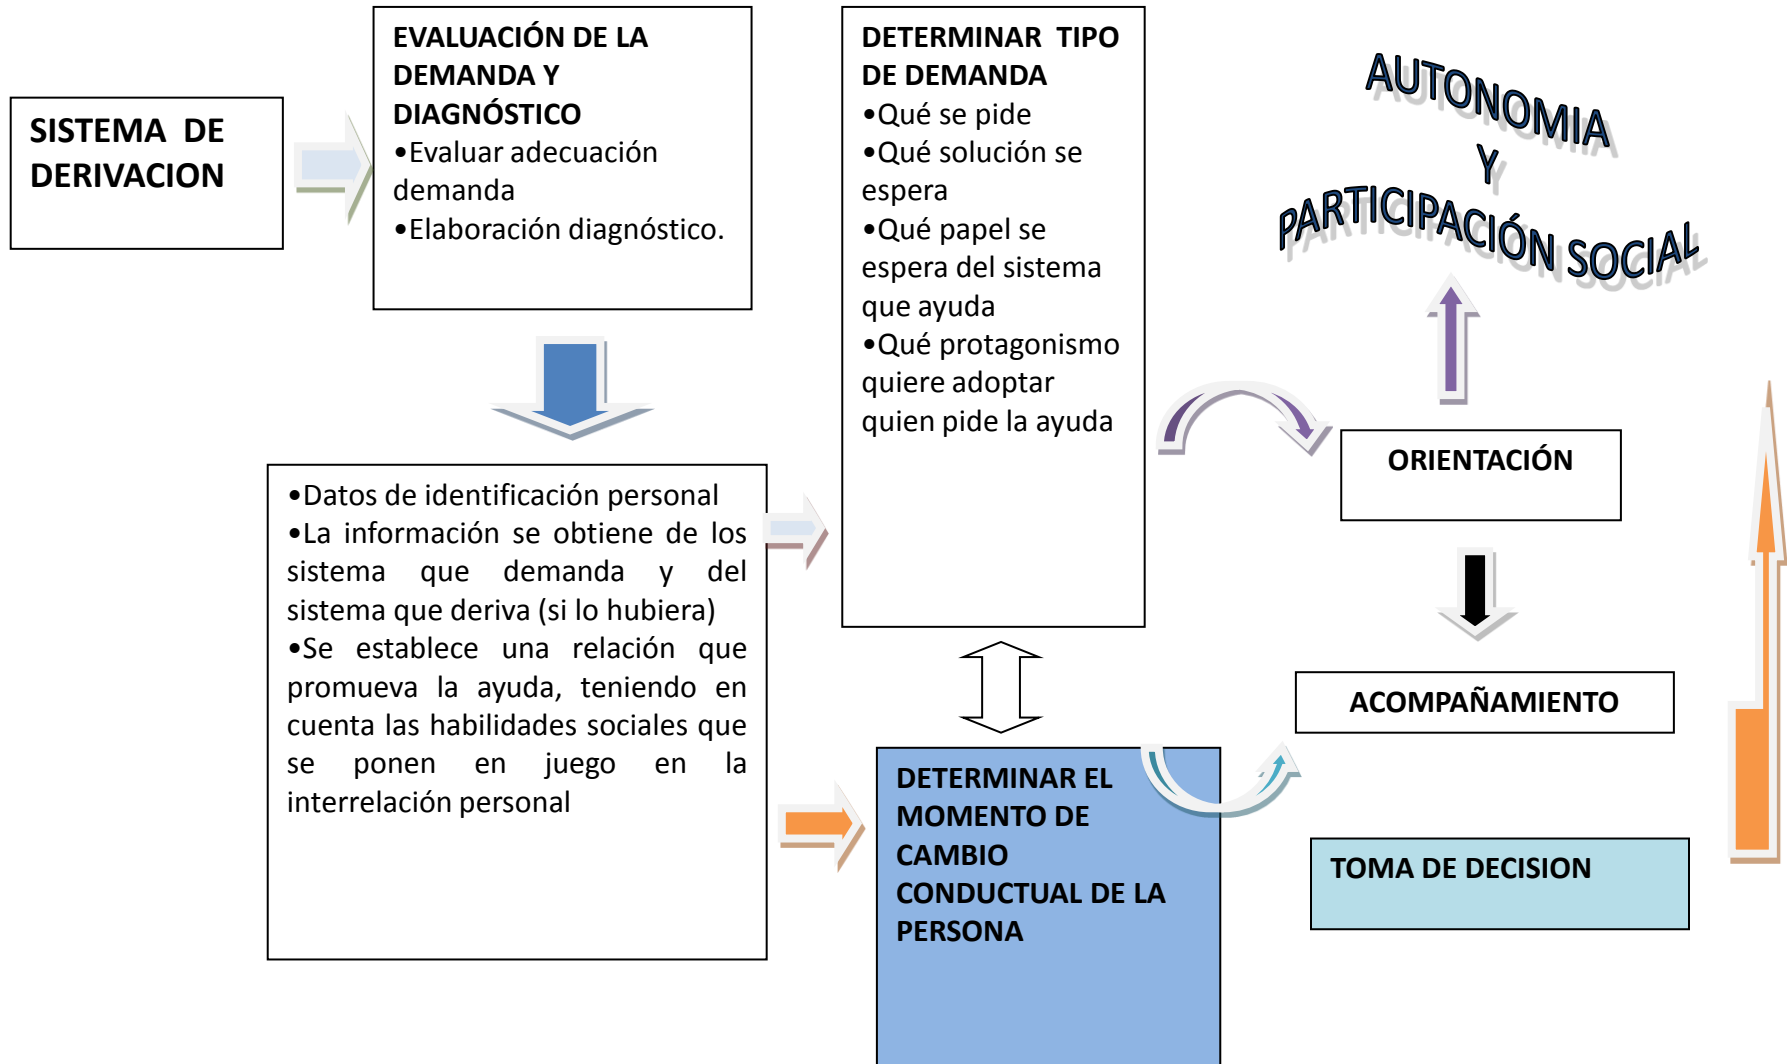 SISTEMA DE
DERIVACION
EVALUACIÓN DE LA
DEMANDA Y
DIAGNÓSTICO
•Evaluar adecuación
demanda
•Elaboración diagnóstico.
•Datos de identificación personal
•La información se obtiene de los
sistema que demanda y del
sistema que deriva (si lo hubiera)
•Se establece una relación que
promueva la ayuda, teniendo en
cuenta las habilidades sociales que
se ponen en juego en la
interrelación personal
DETERMINAR TIPO
DE DEMANDA
•Qué se pide
•Qué solución se
espera
•Qué papel se
espera del sistema
que ayuda
•Qué protagonismo
quiere adoptar
quien pide la ayuda
DETERMINAR EL
MOMENTO DE
CAMBIO
CONDUCTUAL DE LA
PERSONA
AUTONOMIA
Y
PARTICIPACIÓN SOCIAL
ORIENTACIÓN
ACOMPAÑAMIENTO
TOMA DE DECISION